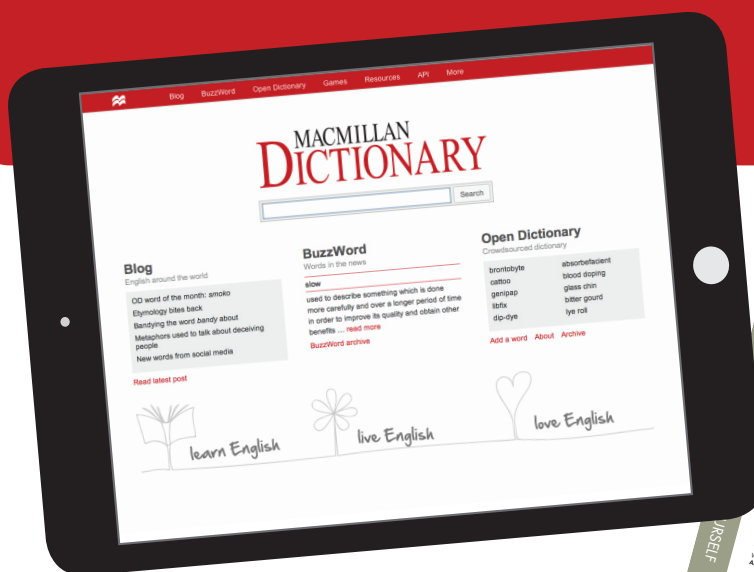 Blog BuzzWord Open Dictionary Games Resources API More
MACMILLAN
DICTIONARY
Search
Blog
English around the world
OD word of the month: smoko
Etymology bites back
Bandying the word bandy about
Metaphors used to talk about deceiving
people
New words from social media
Read latest post
BuzzWord
Words in the news
slow
used to describe something which is done
more carefully and over a longer period of time
in order to improve its quality and obtain other
benefits ... read more
BuzzWord archive
Open Dictionary
Crowdsourced dictionary
brontobyte absorbefacient
cattoo blood doping
genipap glass chin
libfix bitter gourd
dip-dye lye roll
Add a word About Archive
learn English
live English
love English